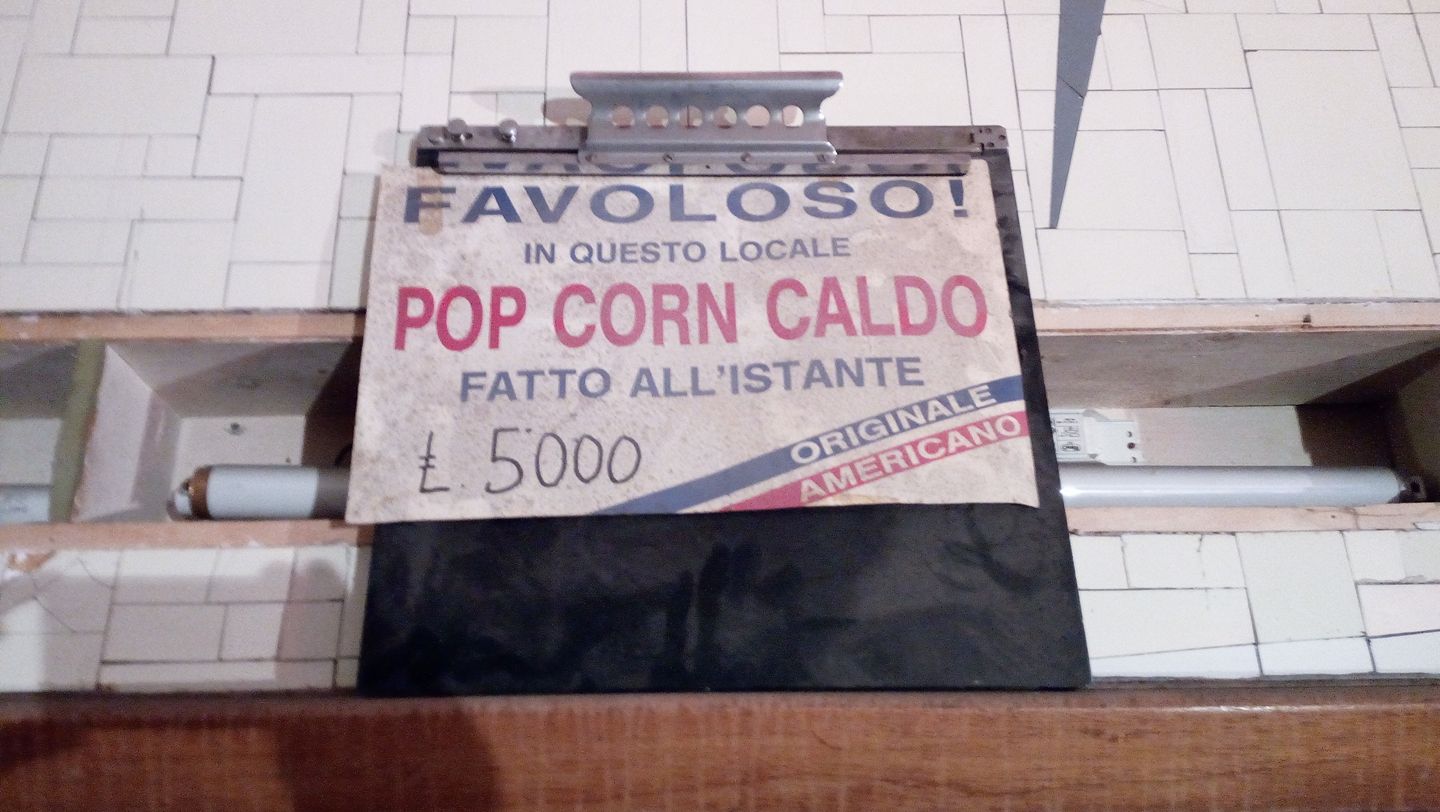 FAVOLOSO!
IN QUESTO LOCALE
POP CORN CALDO
FATTO ALL'ISTANTE
£. 5000
ORIGINALE
AMERICANO